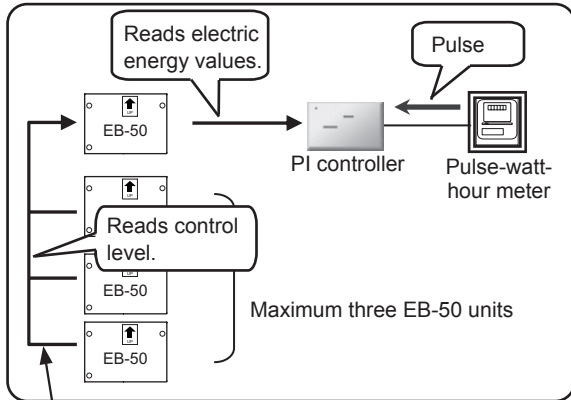 Reads electric
energy values.
Pulse
UP
EB-50
PI controller
Pulse-watt-
hour meter
UP
Reads control
level.
EB-50
Maximum three EB-50 units
UP
EB-50